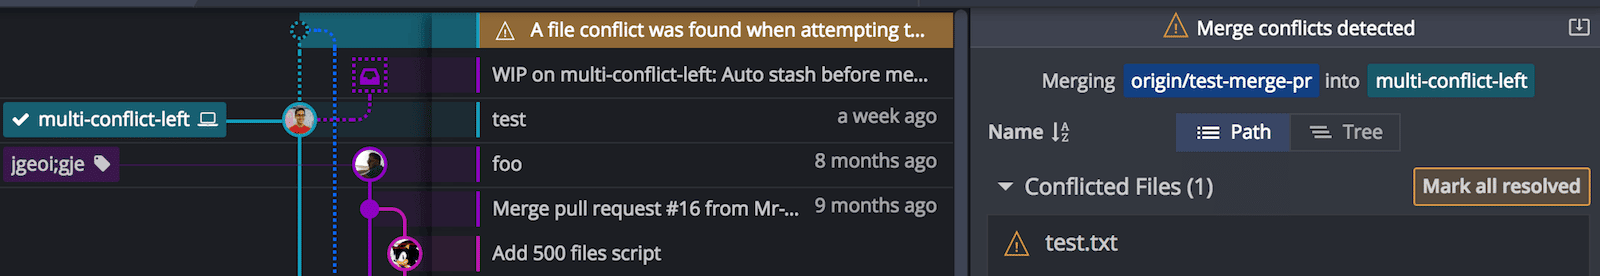 A file conflict was found when attempting t...
WIP on multi-conflict-left: Auto stash before me...
multi-conflict-left test a week ago
jgeoi;gje foo 8 months ago
Merge pull request #16 from Mr-... 9 months ago
Add 500 files script
Merge conflicts detected
Merging origin/test-merge-pr into multi-conflict-left
Name Path Tree
Conflicted Files (1) Mark all resolved
test.txt